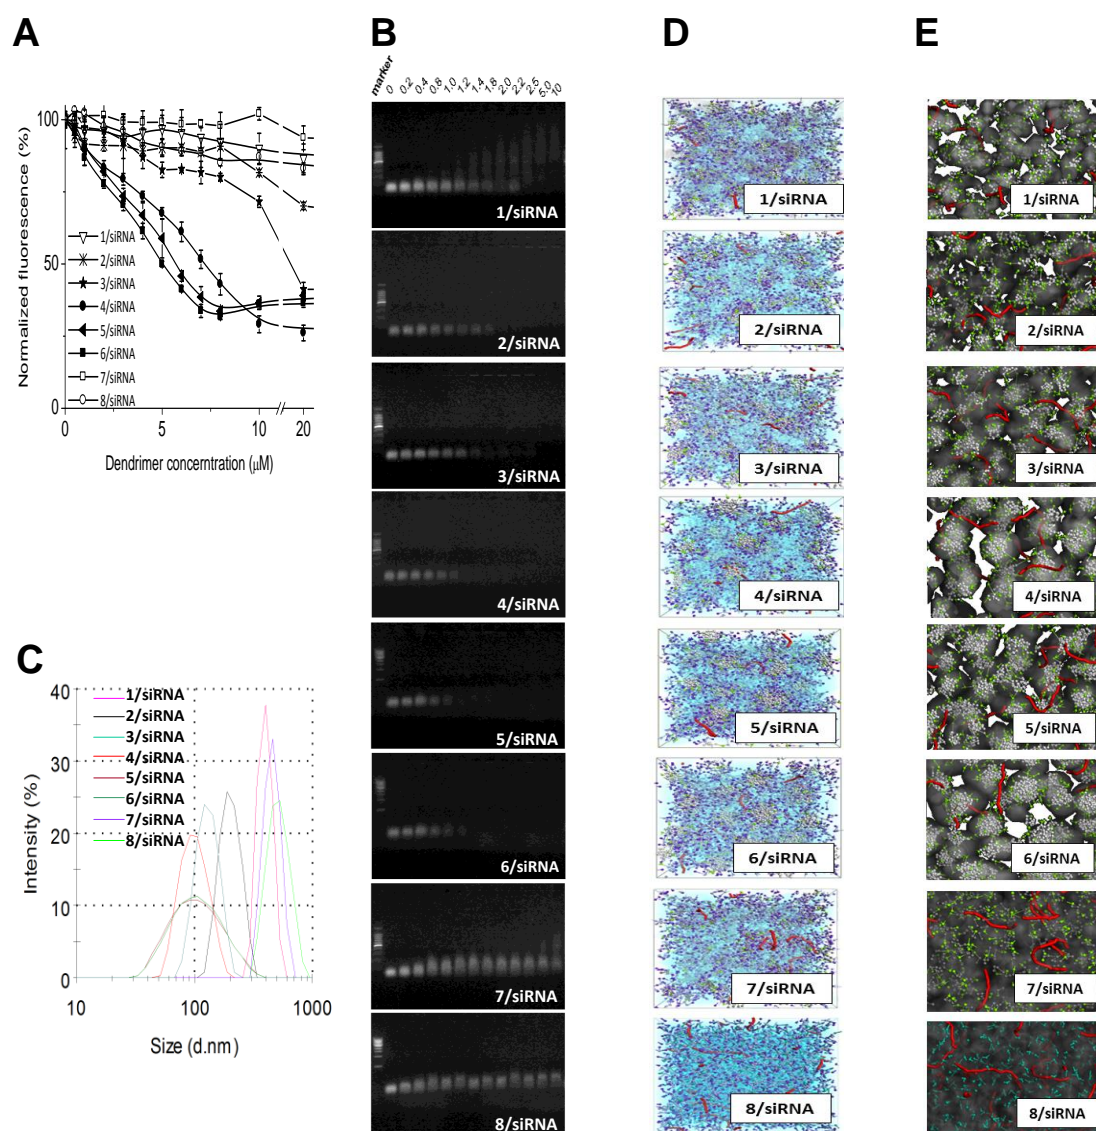 A
B
D
E
marker 0 0.2 0.4 0.8 1.0 1.2 1.4 1.8 2.0 2.2 2.5 5.0 10
Normalized fluorescence (%)
100
50
0
1/siRNA
2/siRNA
3/siRNA
4/siRNA
5/siRNA
6/siRNA
7/siRNA
8/siRNA
0 5 10 20
Dendrimer concerntration (μM)
C
Intensity (%)
40
30
20
10
0
1/siRNA
2/siRNA
3/siRNA
4/siRNA
5/siRNA
6/siRNA
7/siRNA
8/siRNA
10 100 1000
Size (d.nm)
1/siRNA
2/siRNA
3/siRNA
4/siRNA
5/siRNA
6/siRNA
7/siRNA
8/siRNA
1/siRNA
2/siRNA
3/siRNA
4/siRNA
5/siRNA
6/siRNA
7/siRNA
8/siRNA
1/siRNA
2/siRNA
3/siRNA
4/siRNA
5/siRNA
6/siRNA
7/siRNA
8/siRNA